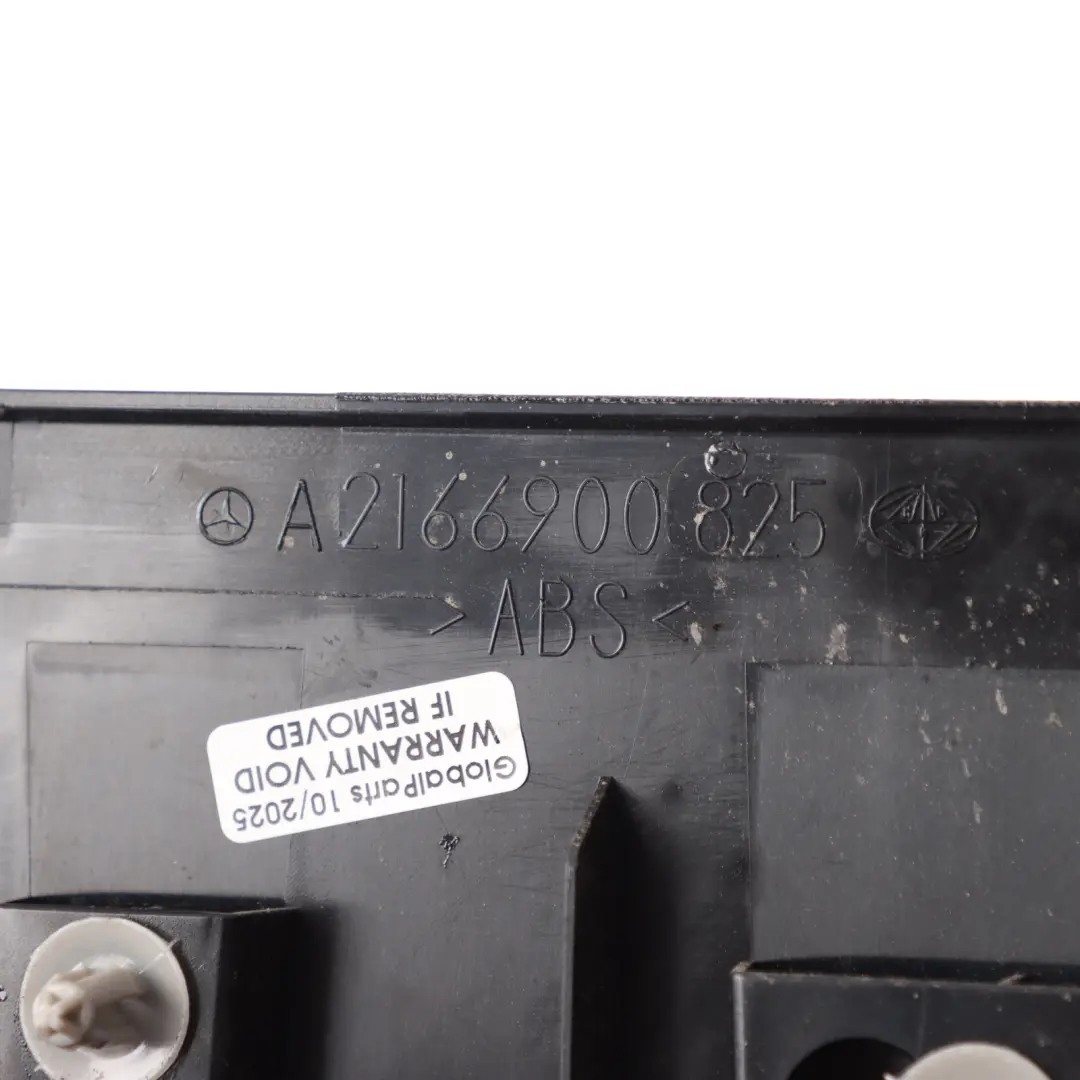 A2166900825
>ABS<
GlobalParts 10/2025
WARRANTY VOID
IF REMOVED